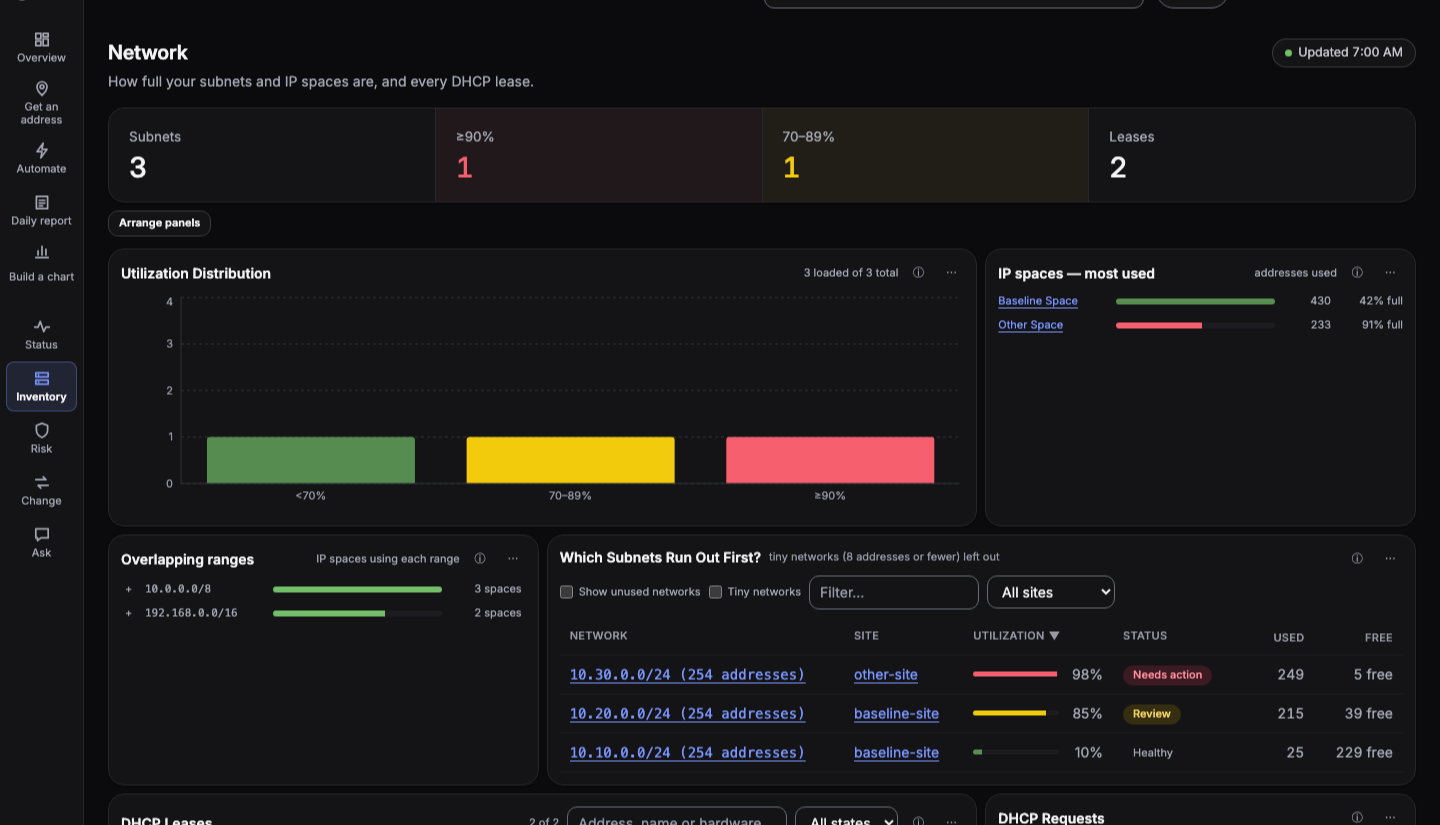 Overview
Get an
address
Automate
Daily report
Build a chart
Status
Inventory
Risk
Change
Ask
Network
How full your subnets and IP spaces are, and every DHCP lease.
Updated 7:00 AM
Subnets
3
≥90%
1
70–89%
1
Leases
2
Arrange panels
Utilization Distribution
3 loaded of 3 total
4
3
2
1
0
<70%
70–89%
≥90%
IP spaces — most used
addresses used
Baseline Space 430 42% full
Other Space 233 91% full
Overlapping ranges
IP spaces using each range
+ 10.0.0.0/8 3 spaces
+ 192.168.0.0/16 2 spaces
Which Subnets Run Out First? tiny networks (8 addresses or fewer) left out
Show unused networks Tiny networks Filter... All sites
NETWORK SITE UTILIZATION ▼ STATUS USED FREE
10.30.0.0/24 (254 addresses) other-site 98% Needs action 249 5 free
10.20.0.0/24 (254 addresses) baseline-site 85% Review 215 39 free
10.10.0.0/24 (254 addresses) baseline-site 10% Healthy 25 229 free
DHCP Leases 2 of 2 Address, name or hardware All states
DHCP Requests